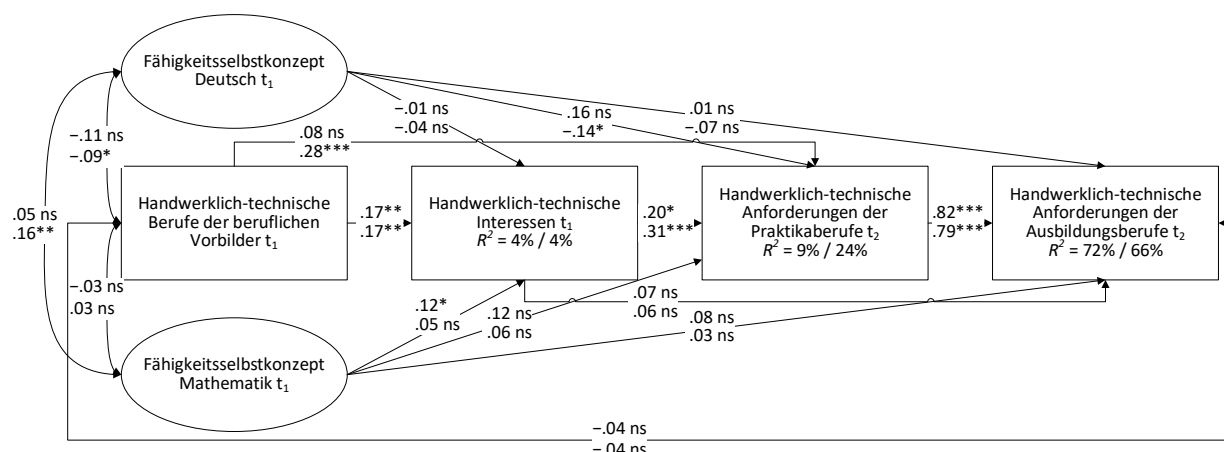 Fähigkeitsselbstkonzept
Deutsch t₁
−.01 ns
−.04 ns
.16 ns
−.14*
.01 ns
−.07 ns
−.11 ns
−.09*
.08 ns
.28***
.05 ns
.16**
Handwerklich-technische
Berufe der beruflichen
Vorbilder t₁
.17**
.17**
Handwerklich-technische
Interessen t₁
R² = 4% / 4%
.20*
.31***
Handwerklich-technische
Anforderungen der
Praktikaberufe t₂
R² = 9% / 24%
.82***
.79***
Handwerklich-technische
Anforderungen der
Ausbildungsberufe t₂
R² = 72% / 66%
−.03 ns
.03 ns
.12*
.05 ns
.12 ns
.06 ns
.07 ns
.06 ns
.08 ns
.03 ns
Fähigkeitsselbstkonzept
Mathematik t₁
−.04 ns
−.04 ns